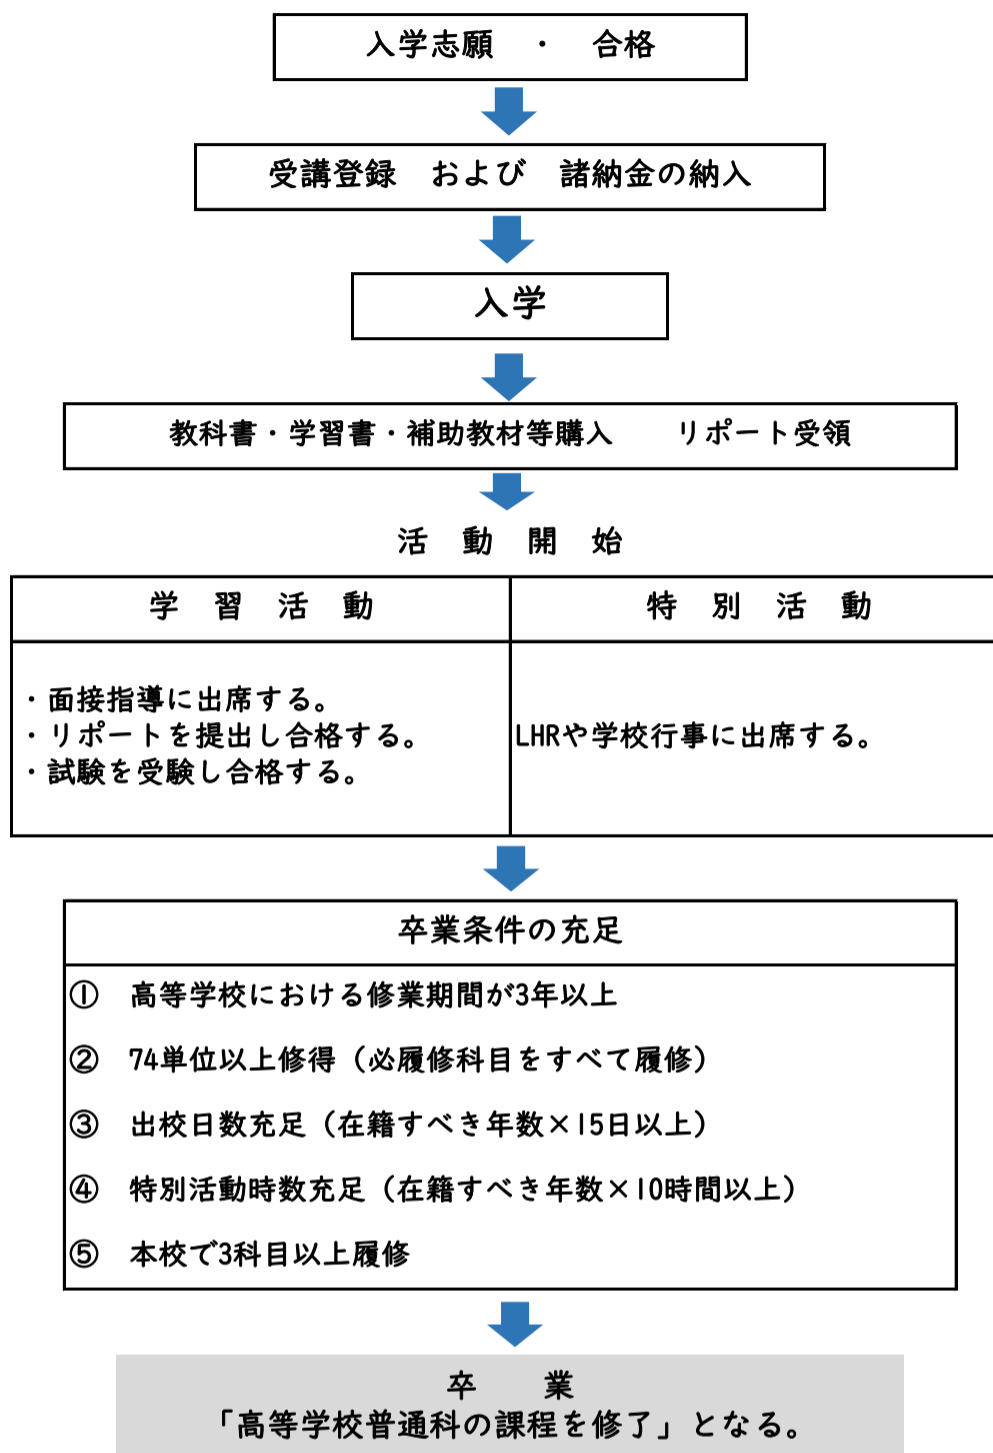 入学志願　・　合格
受講登録　および　諸納金の納入
入学
教科書・学習書・補助教材等購入　　リポート受領
活　動　開　始
学　習　活　動
特　別　活　動
・面接指導に出席する。
・リポートを提出し合格する。
・試験を受験し合格する。
LHRや学校行事に出席する。
卒業条件の充足
①　高等学校における修業期間が3年以上
②　74単位以上修得（必履修科目をすべて履修）
③　出校日数充足（在籍すべき年数×15日以上）
④　特別活動時数充足（在籍すべき年数×10時間以上）
⑤　本校で3科目以上履修
卒　　業
「高等学校普通科の課程を修了」となる。